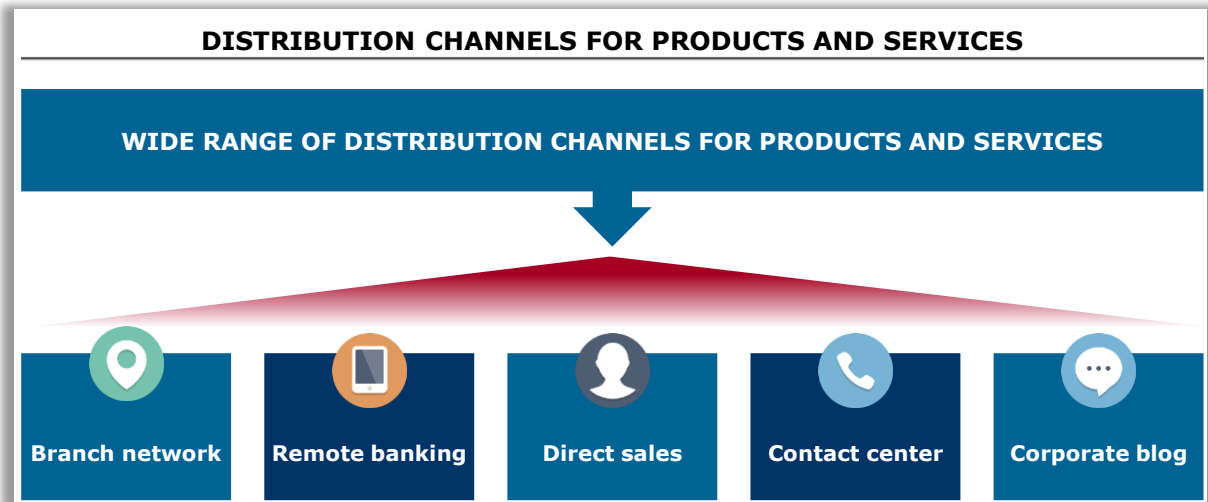 DISTRIBUTION CHANNELS FOR PRODUCTS AND SERVICES
WIDE RANGE OF DISTRIBUTION CHANNELS FOR PRODUCTS AND SERVICES
Branch network
Remote banking
Direct sales
Contact center
Corporate blog